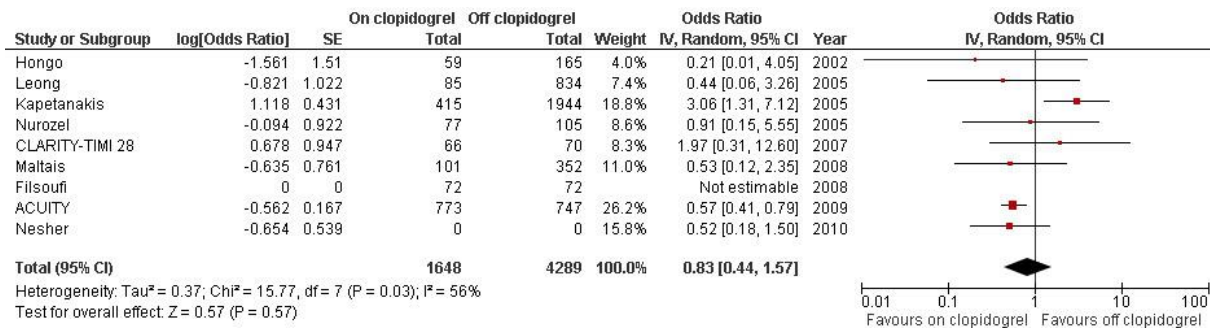 On clopidogrel Off clopidogrel Odds Ratio Odds Ratio
Study or Subgroup log[Odds Ratio] SE Total Total Weight IV, Random, 95% CI Year IV, Random, 95% CI
Hongo -1.561 1.51 59 165 4.0% 0.21 [0.01, 4.05] 2002
Leong -0.821 1.022 85 834 7.4% 0.44 [0.06, 3.26] 2005
Kapetanakis 1.118 0.431 415 1944 18.8% 3.06 [1.31, 7.12] 2005
Nurozel -0.094 0.922 77 105 8.6% 0.91 [0.15, 5.55] 2005
CLARITY-TIMI 28 0.678 0.947 66 70 8.3% 1.97 [0.31, 12.60] 2007
Maltais -0.635 0.761 101 352 11.0% 0.53 [0.12, 2.35] 2008
Filsoufi 0 0 72 72 Not estimable 2008
ACUITY -0.562 0.167 773 747 26.2% 0.57 [0.41, 0.79] 2009
Nesher -0.654 0.539 0 0 15.8% 0.52 [0.18, 1.50] 2010
Total (95% CI) 1648 4289 100.0% 0.83 [0.44, 1.57]
Heterogeneity: Tau² = 0.37; Chi² = 15.77, df = 7 (P = 0.03); I² = 56%
Test for overall effect: Z = 0.57 (P = 0.57)
0.01 0.1 1 10 100
Favours on clopidogrel Favours off clopidogrel